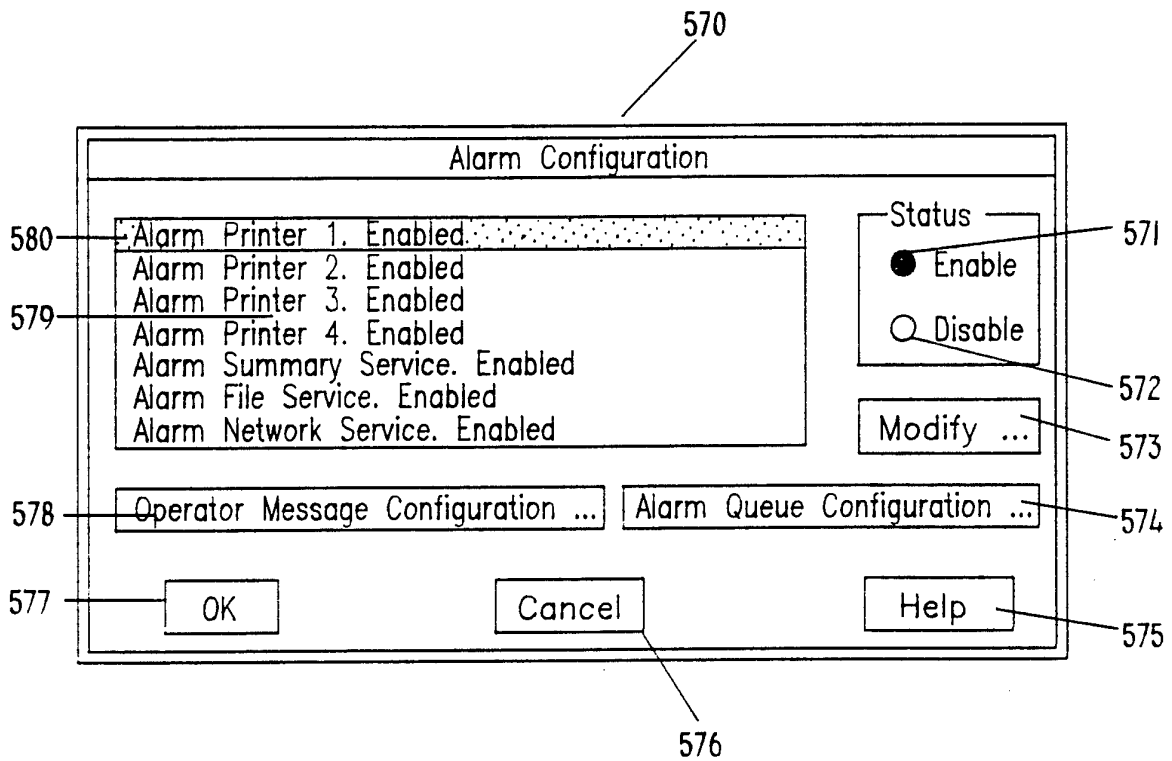 570
Alarm Configuration
580
Alarm Printer 1. Enabled
Status
571
Enable
Alarm Printer 2. Enabled
579
Alarm Printer 3. Enabled
Alarm Printer 4. Enabled
Disable
Alarm Summary Service. Enabled
572
Alarm File Service. Enabled
Alarm Network Service. Enabled
Modify ...
573
578
Operator Message Configuration ...
Alarm Queue Configuration ...
574
577
OK
Cancel
Help
575
576